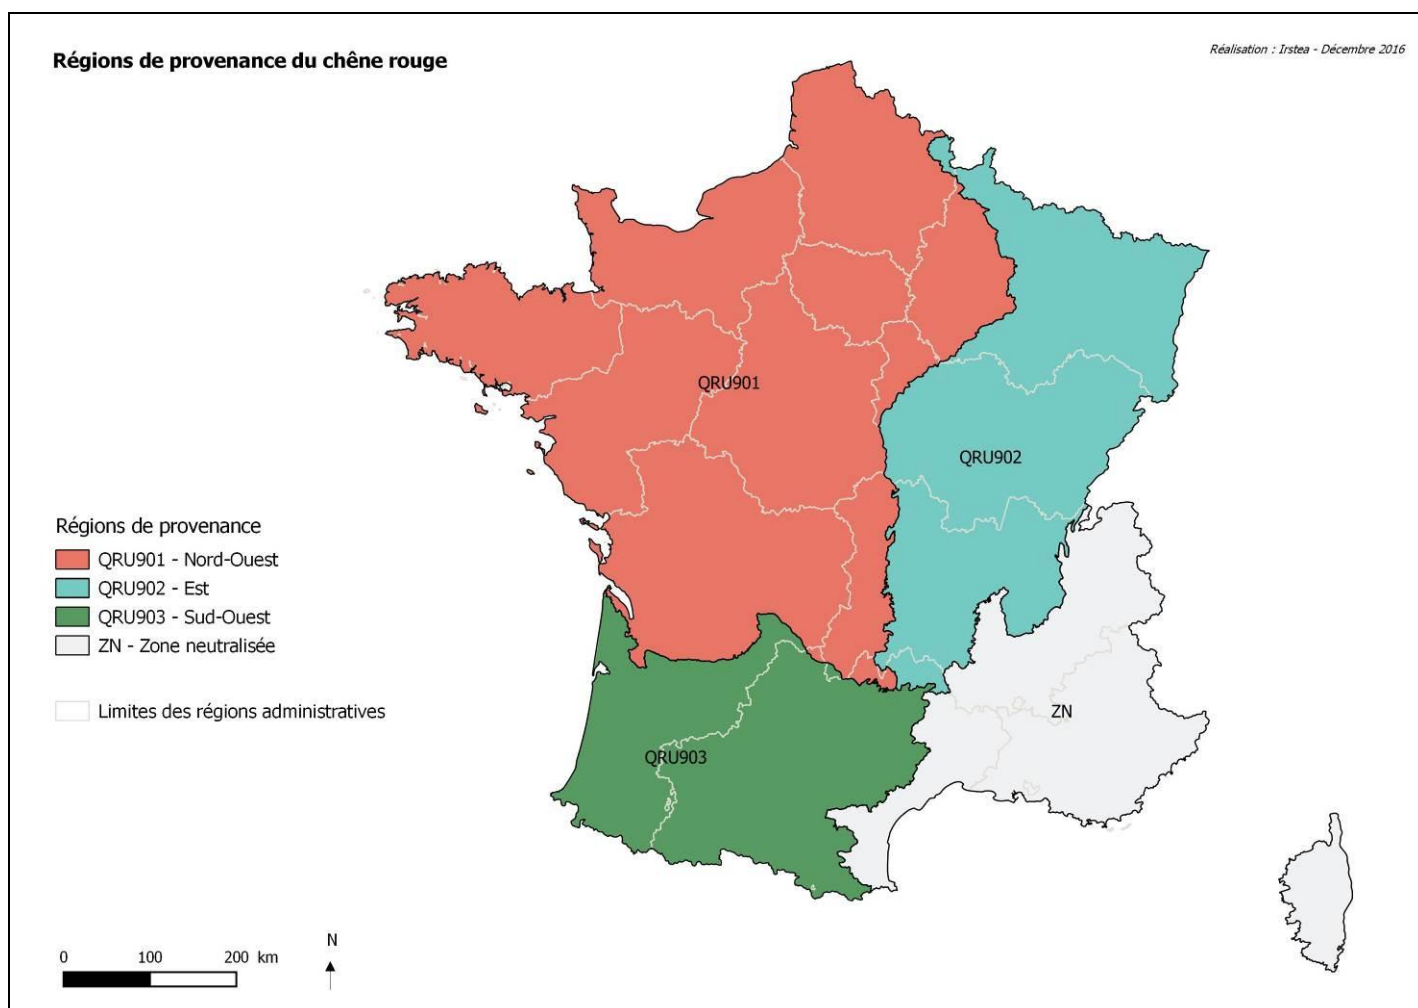 Régions de provenance du chêne rouge
Réalisation : Irstea - Décembre 2016
QRU901
QRU902
Régions de provenance
QRU901 - Nord-Ouest
QRU902 - Est
QRU903 - Sud-Ouest
ZN - Zone neutralisée
Limites des régions administratives
ZN
QRU903
N
0 100 200 km